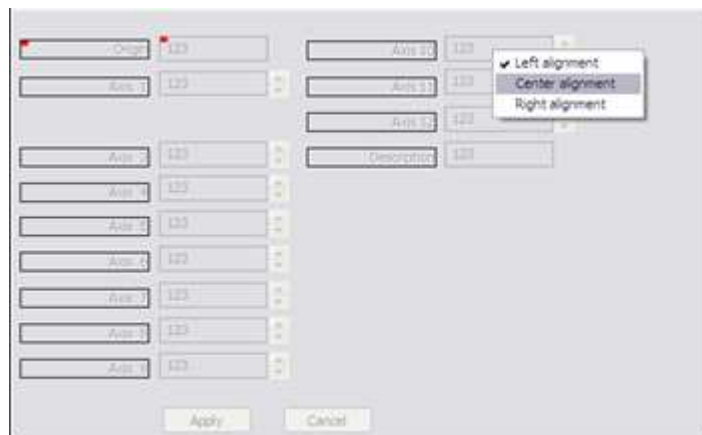 Origin 123
Axis 1 123
Axis 3 123
Axis 4 123
Axis 5 123
Axis 6 123
Axis 7 123
Axis 8 123
Axis 9 123
Axis 10 123
Axis 11 123
Axis 12 123
Description 123
Left alignment
Center alignment
Right alignment
Apply Cancel